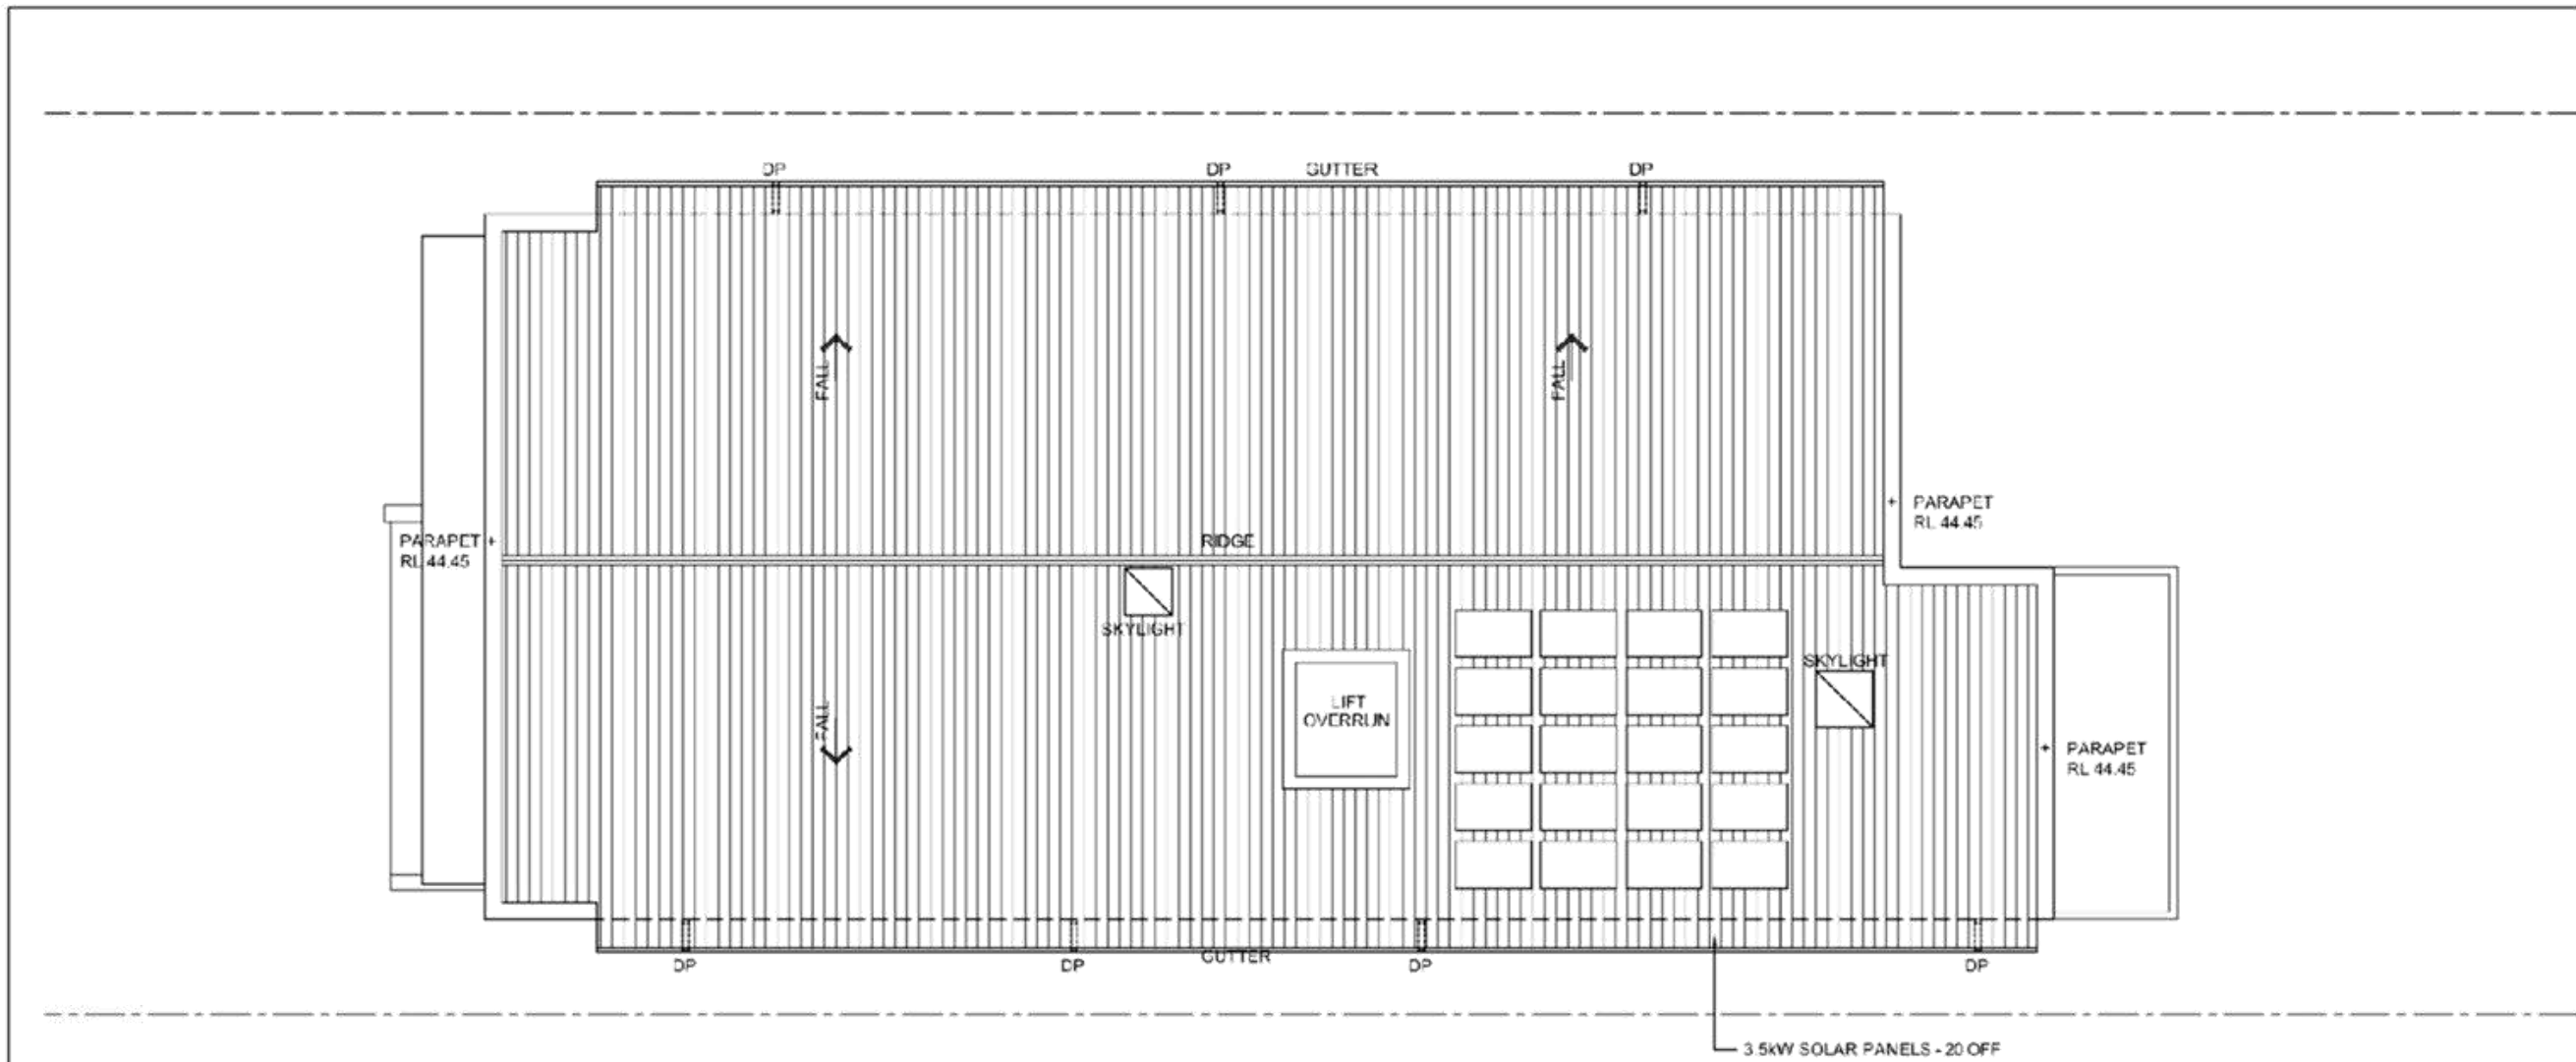 DP
DP
GUTTER
DP
FALL
FALL
PARAPET
RL 44.45
PARAPET
RL 44.45
RIDGE
SKYLIGHT
SKYLIGHT
LIFT
OVERRUN
FALL
PARAPET
RL 44.45
DP
DP
GUTTER
DP
DP
3.5kW SOLAR PANELS - 20 OFF